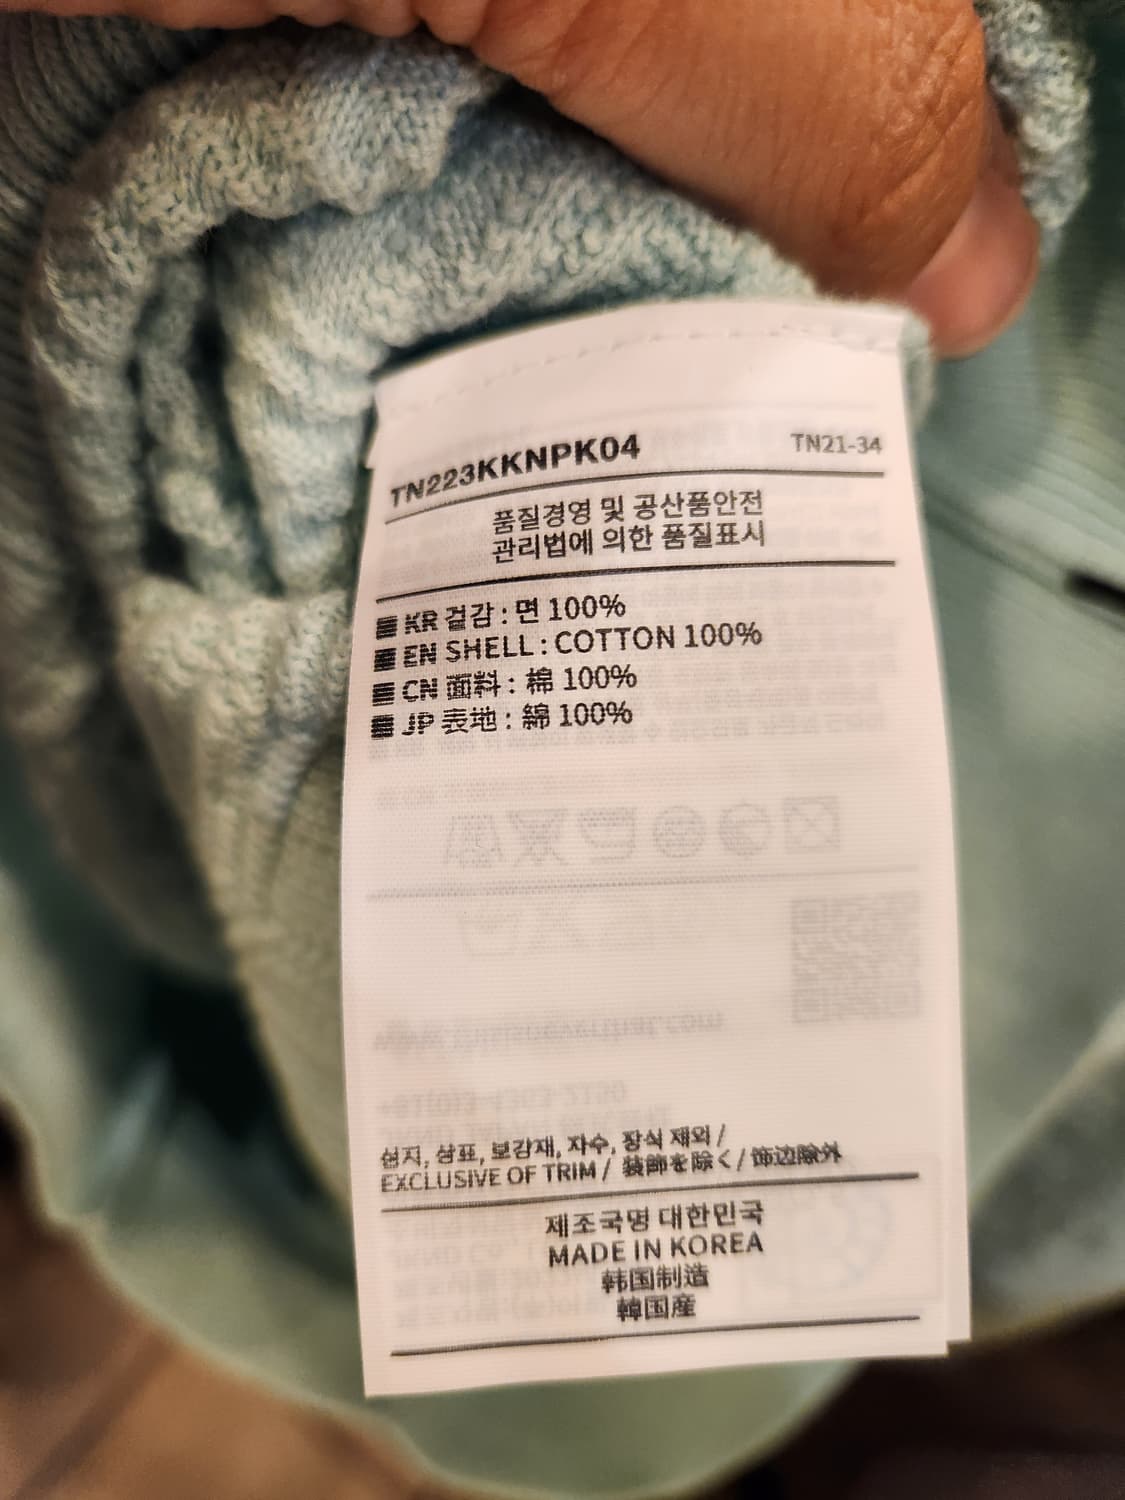 TN223KKNPK04
TN21-34
품질경영 및 공산품안전
관리법에 의한 품질표시
KR 겉감 : 면 100%
EN SHELL : COTTON 100%
CN 面料 : 棉 100%
JP 表地 : 綿 100%
www.thisisneverthat.com
심지, 상표, 보강재, 자수, 장식 제외 /
EXCLUSIVE OF TRIM / 装飾を除く / 饰边除外
제조국명 대한민국
MADE IN KOREA
韩国制造
韓国産